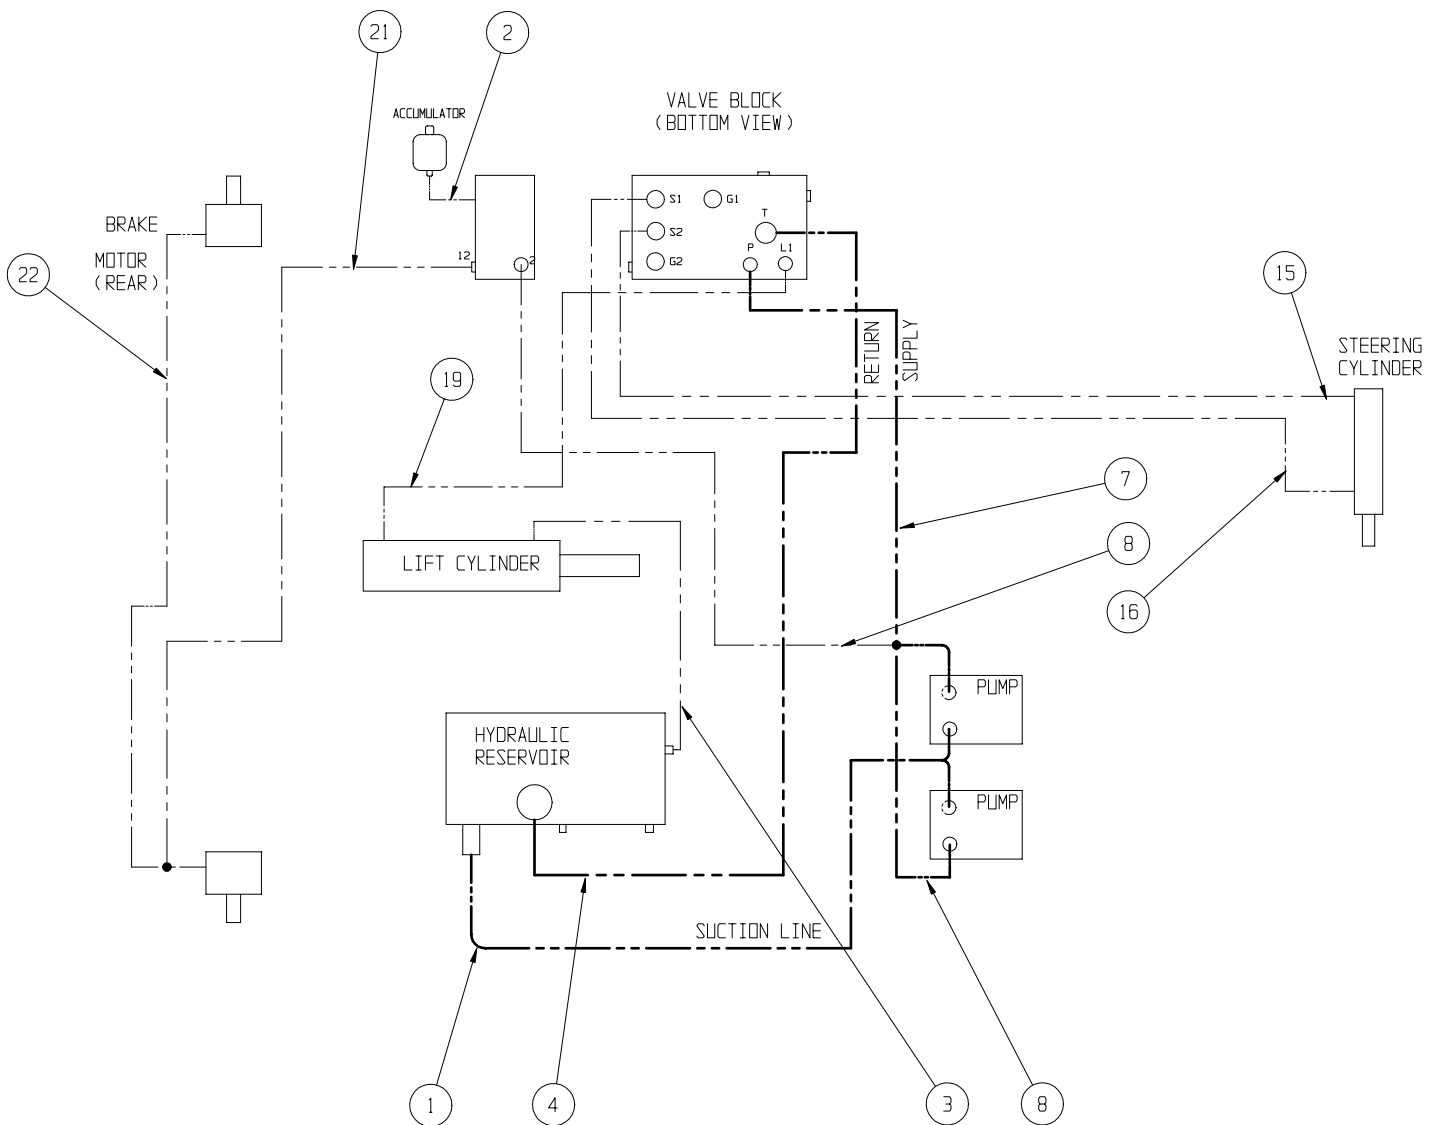 21
2
VALVE BLOCK
(BOTTOM VIEW)
ACCUMULATOR
S1
G1
T
BRAKE
S2
P
L1
12
2
G2
MOTOR
(REAR)
22
15
RETURN
SUPPLY
STEERING
CYLINDER
19
7
8
LIFT CYLINDER
16
PUMP
HYDRAULIC
RESERVOIR
PUMP
SUCTION LINE
1
4
3
8